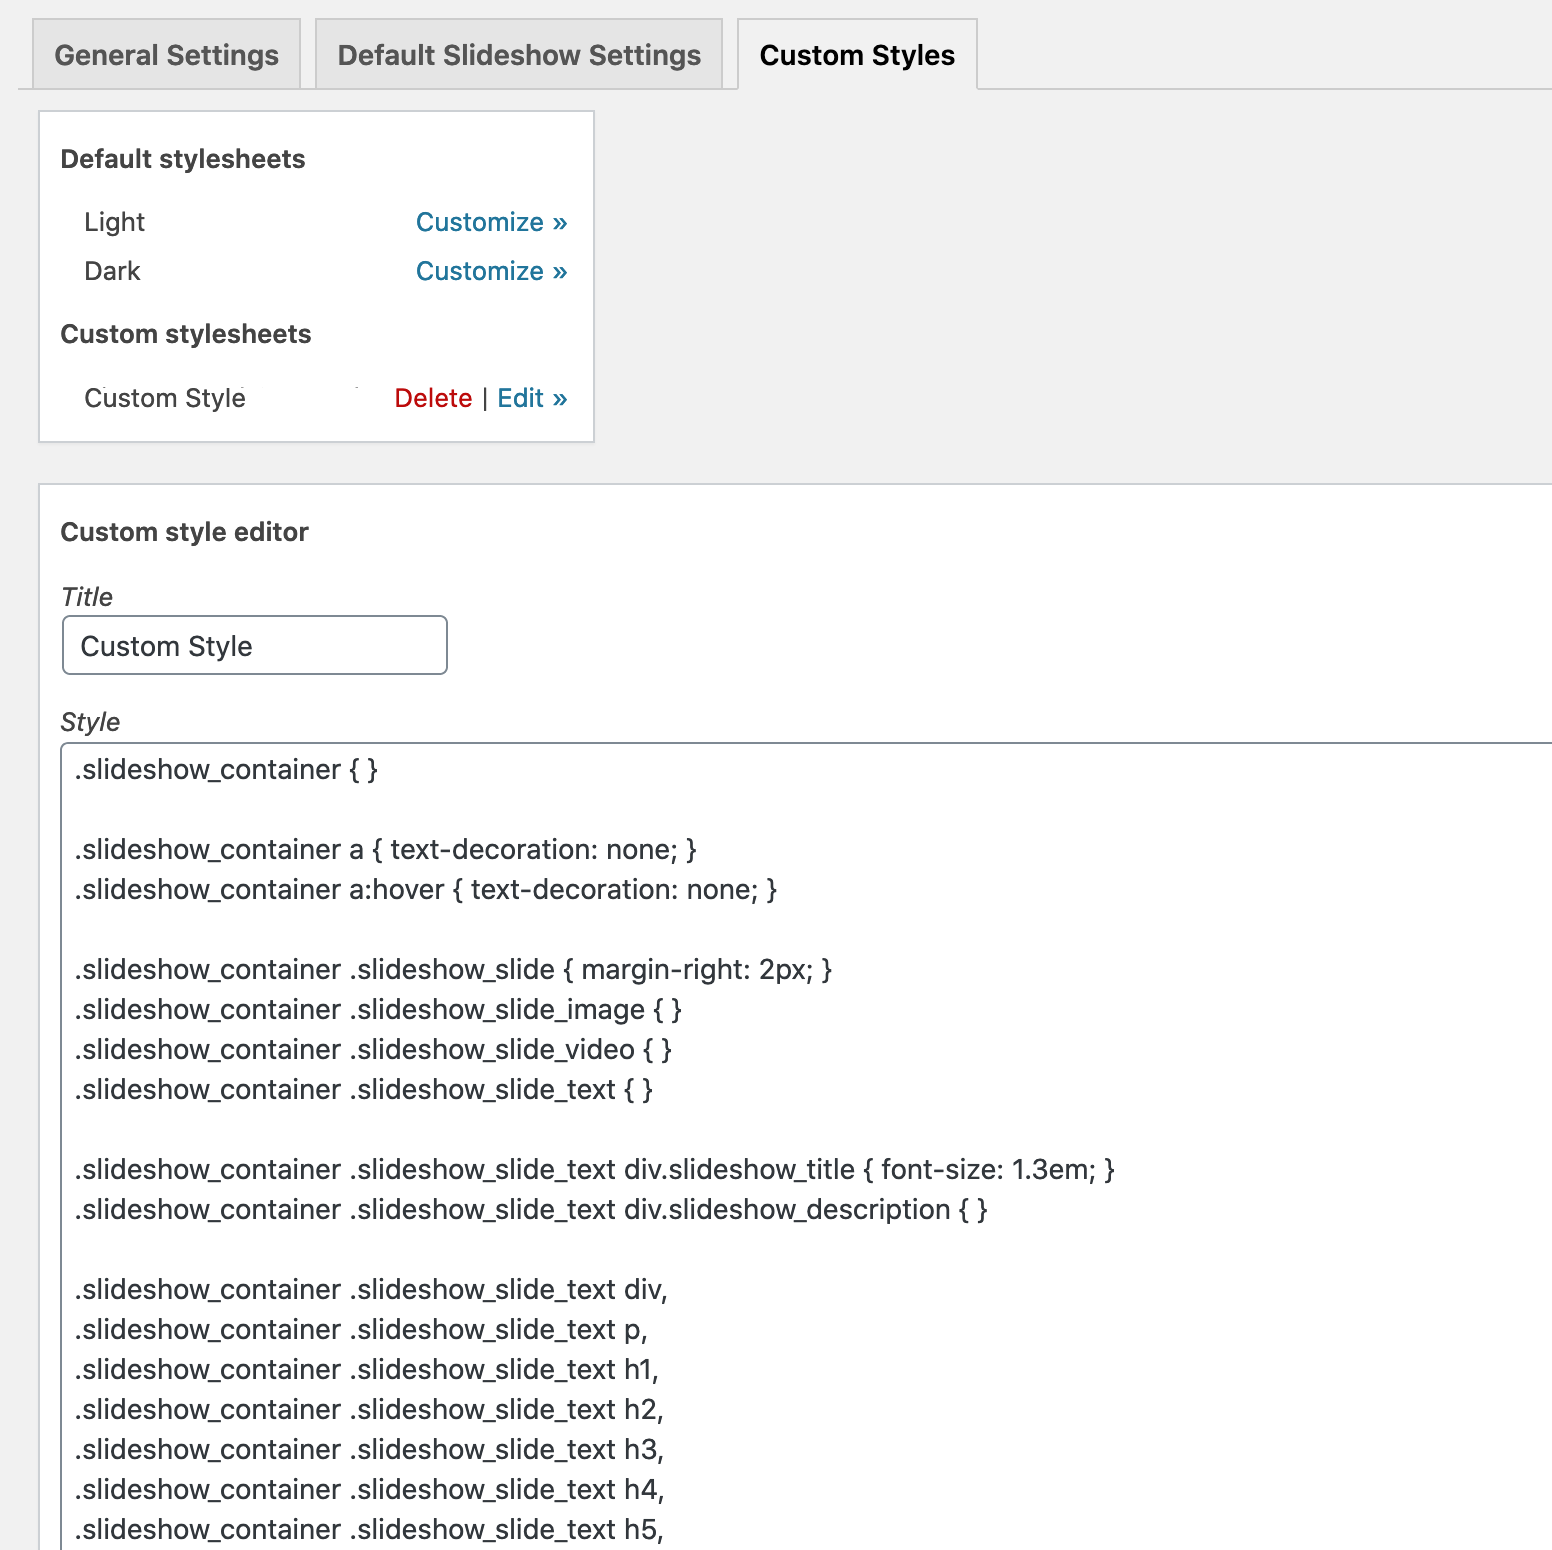 General Settings
Default Slideshow Settings
Custom Styles
Default stylesheets
Light Customize »
Dark Customize »
Custom stylesheets
Custom Style Delete | Edit »
Custom style editor
Title
Custom Style
Style
.slideshow_container { }
.slideshow_container a { text-decoration: none; }
.slideshow_container a:hover { text-decoration: none; }
.slideshow_container .slideshow_slide { margin-right: 2px; }
.slideshow_container .slideshow_slide_image { }
.slideshow_container .slideshow_slide_video { }
.slideshow_container .slideshow_slide_text { }
.slideshow_container .slideshow_slide_text div.slideshow_title { font-size: 1.3em; }
.slideshow_container .slideshow_slide_text div.slideshow_description { }
.slideshow_container .slideshow_slide_text div,
.slideshow_container .slideshow_slide_text p,
.slideshow_container .slideshow_slide_text h1,
.slideshow_container .slideshow_slide_text h2,
.slideshow_container .slideshow_slide_text h3,
.slideshow_container .slideshow_slide_text h4,
.slideshow_container .slideshow_slide_text h5,